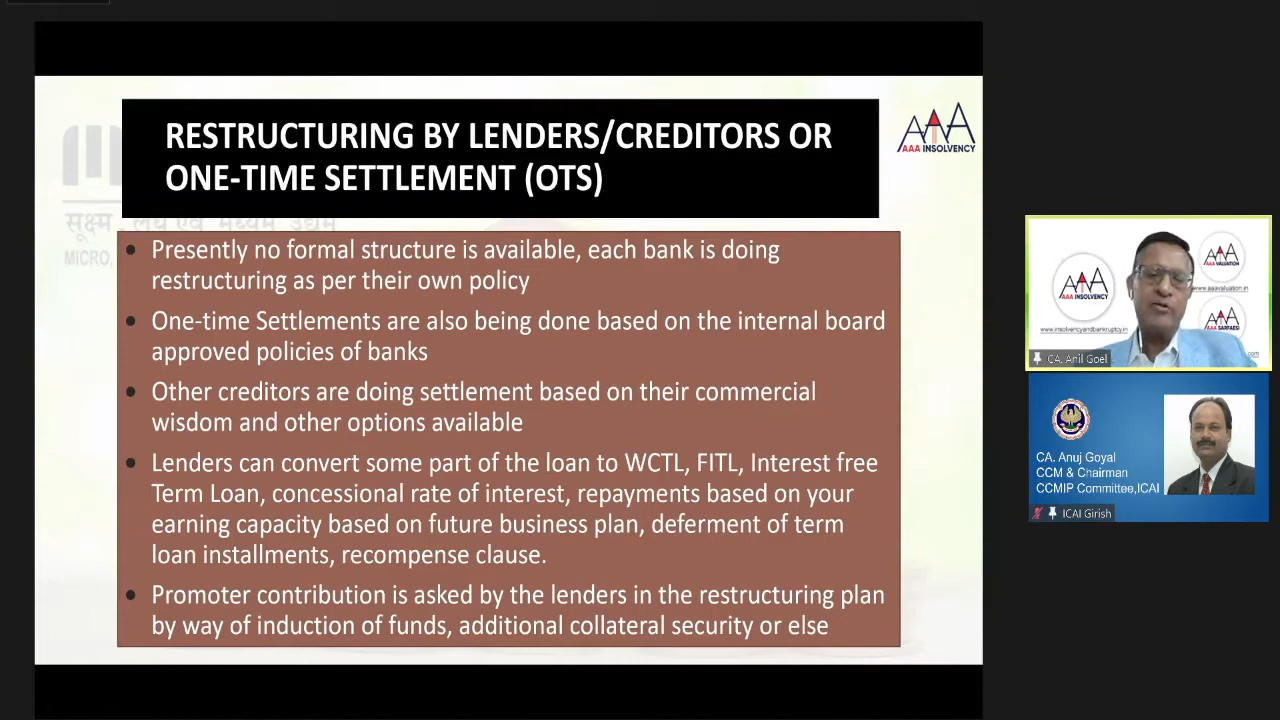 RESTRUCTURING BY LENDERS/CREDITORS OR
ONE-TIME SETTLEMENT (OTS)
AAA INSOLVENCY
सूक्ष्म, लघु एवं मध्यम उद्यम
MICRO,
• Presently no formal structure is available, each bank is doing
restructuring as per their own policy
• One-time Settlements are also being done based on the internal board
approved policies of banks
• Other creditors are doing settlement based on their commercial
wisdom and other options available
• Lenders can convert some part of the loan to WCTL, FITL, Interest free
Term Loan, concessional rate of interest, repayments based on your
earning capacity based on future business plan, deferment of term
loan installments, recompense clause.
• Promoter contribution is asked by the lenders in the restructuring plan
by way of induction of funds, additional collateral security or else
AAA INSOLVENCY
www.insolvencyandbankruptcy.in
AAA VALUATION
www.aaavaluation.in
AAA SARFAESI
.com
CA. Anil Goel
CA. Anuj Goyal
CCM & Chairman
CCMIP Committee,ICAI
ICAI Girish